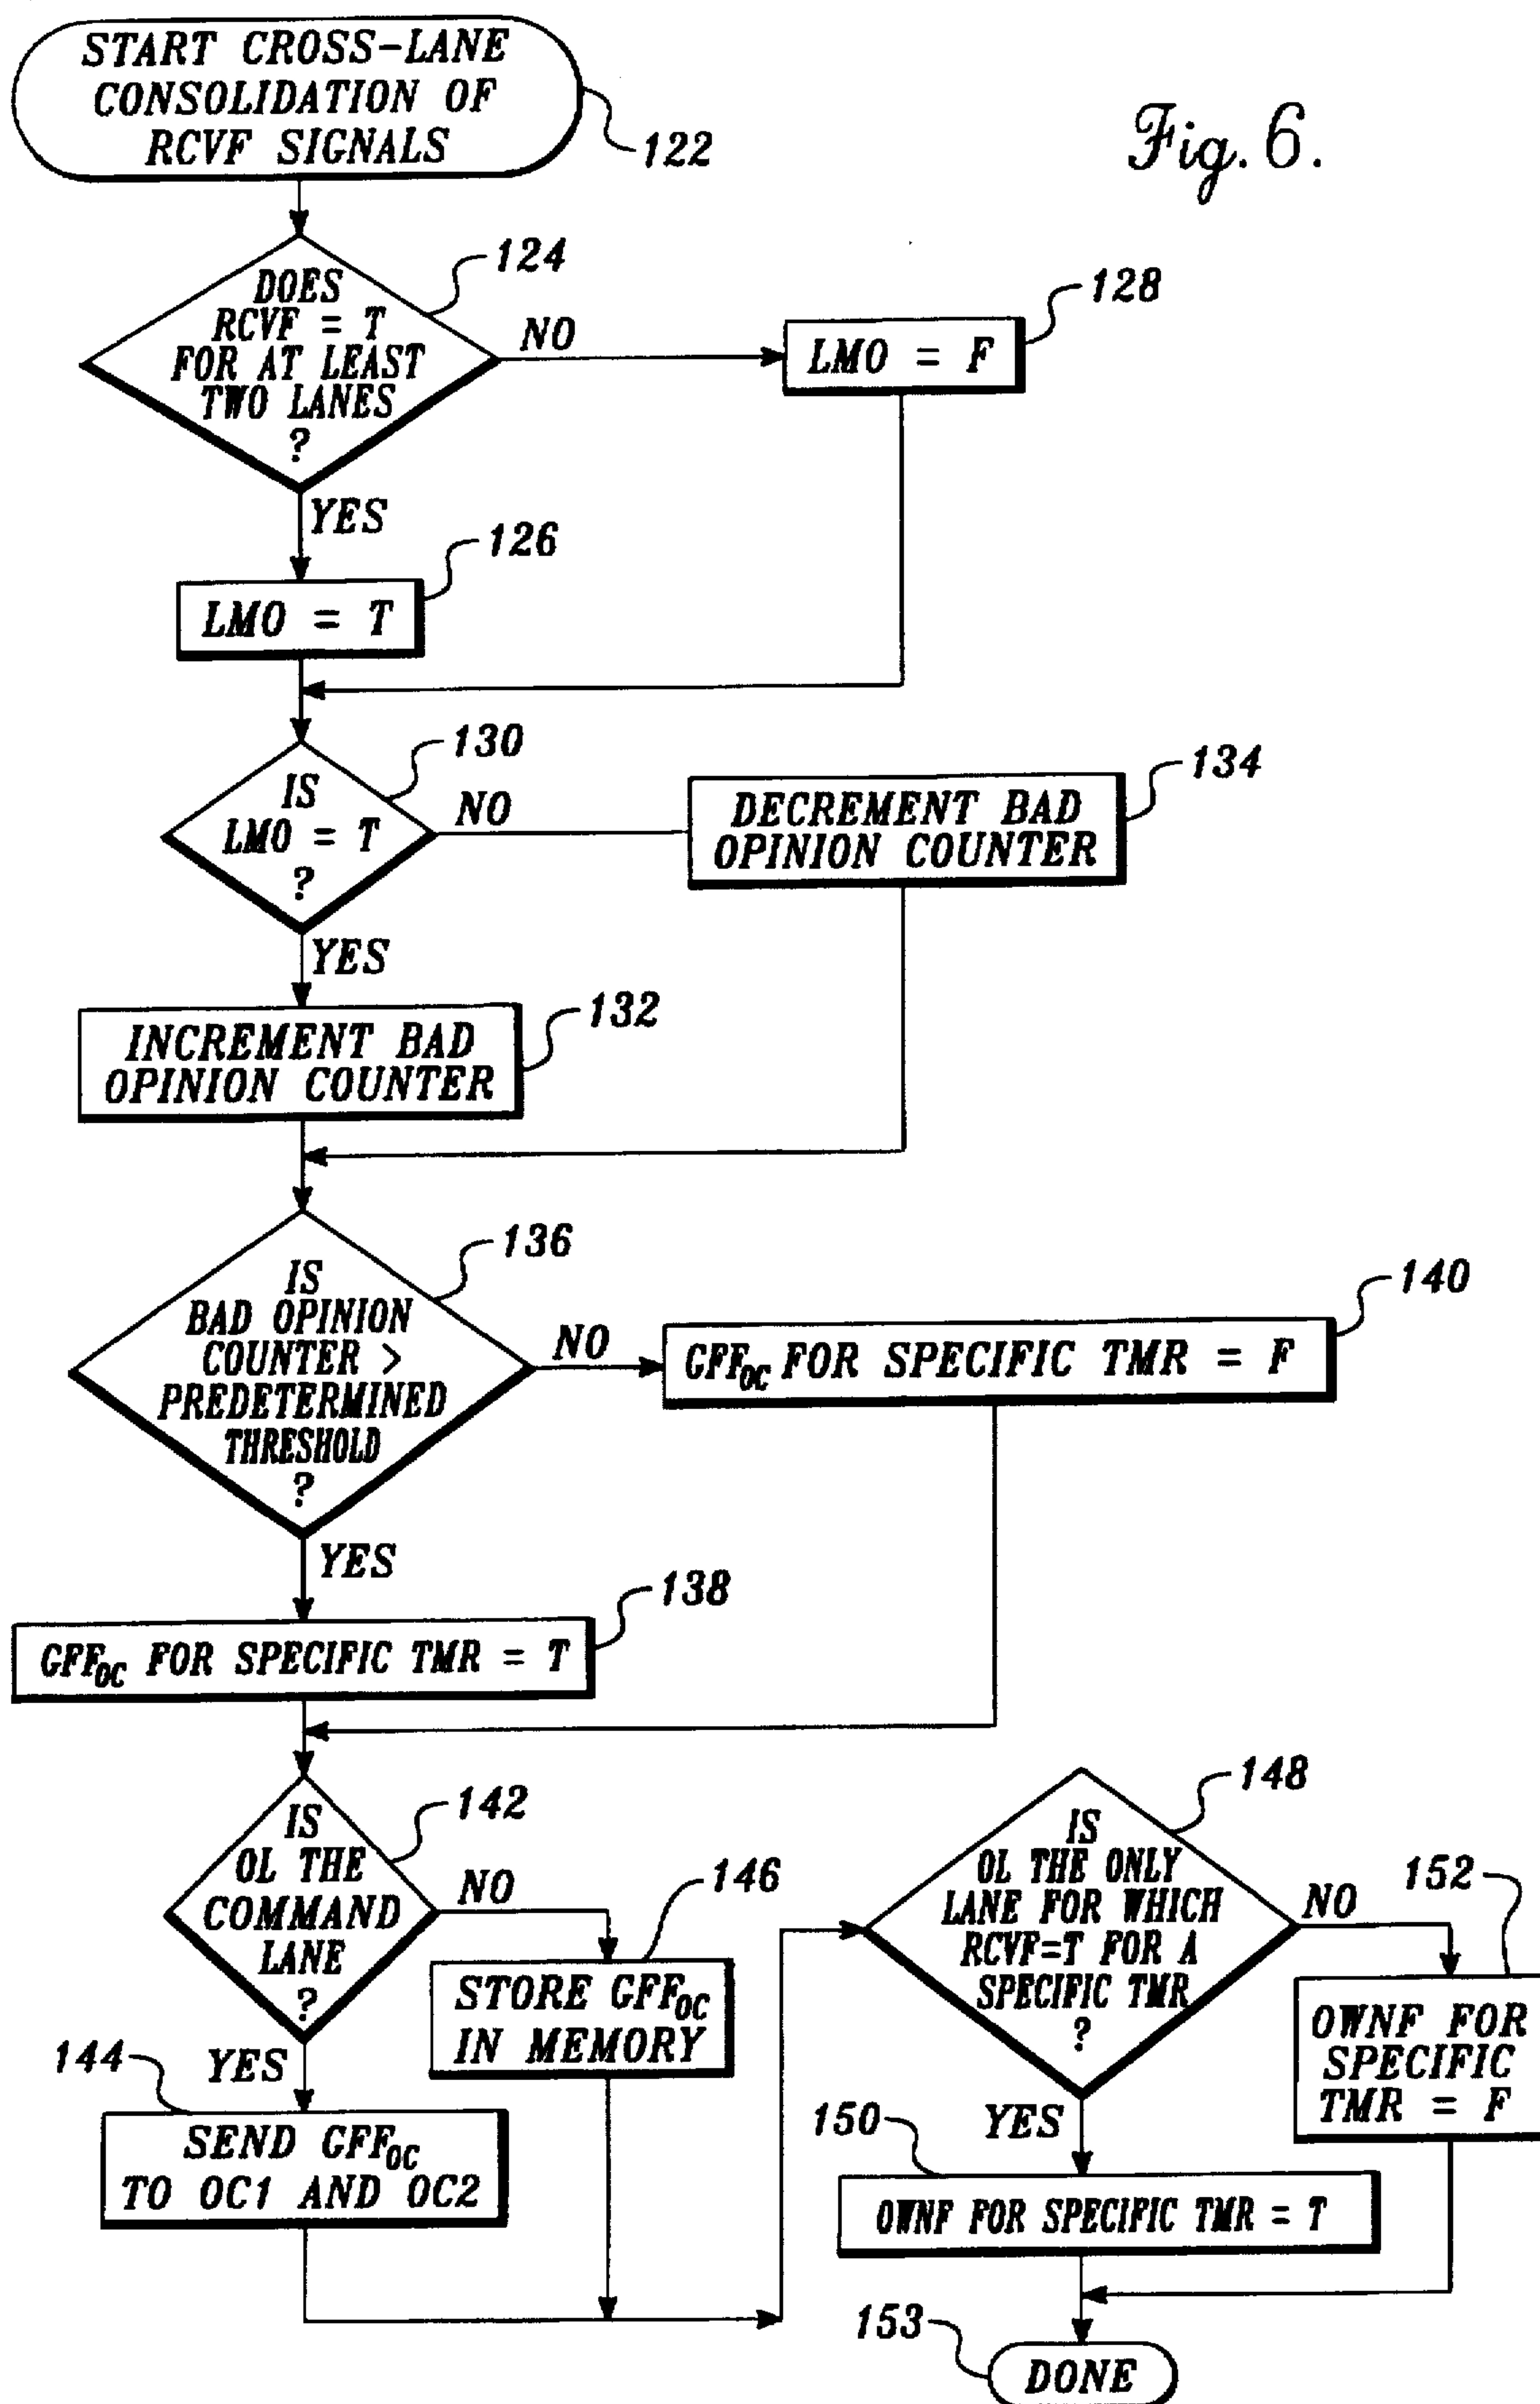 START CROSS-LANE
CONSOLIDATION OF
RCVF SIGNALS
122
Fig. 6.
124
DOES
RCVF = T
FOR AT LEAST
TWO LANES
?
NO
128
LMO = F
YES
126
LMO = T
130
IS
LMO = T
?
NO
134
DECREMENT BAD
OPINION COUNTER
YES
132
INCREMENT BAD
OPINION COUNTER
136
IS
BAD OPINION
COUNTER >
PREDETERMINED
THRESHOLD
?
NO
140
GFFOC FOR SPECIFIC TMR = F
YES
138
GFFOC FOR SPECIFIC TMR = T
142
IS
OL THE
COMMAND
LANE
?
NO
146
STORE GFFOC
IN MEMORY
YES
144
SEND GFFOC
TO OC1 AND OC2
148
IS
OL THE ONLY
LANE FOR WHICH
RCVF=T FOR A
SPECIFIC TMR
?
NO
152
OWNF FOR
SPECIFIC
TMR = F
YES
150
OWNF FOR SPECIFIC TMR = T
153
DONE